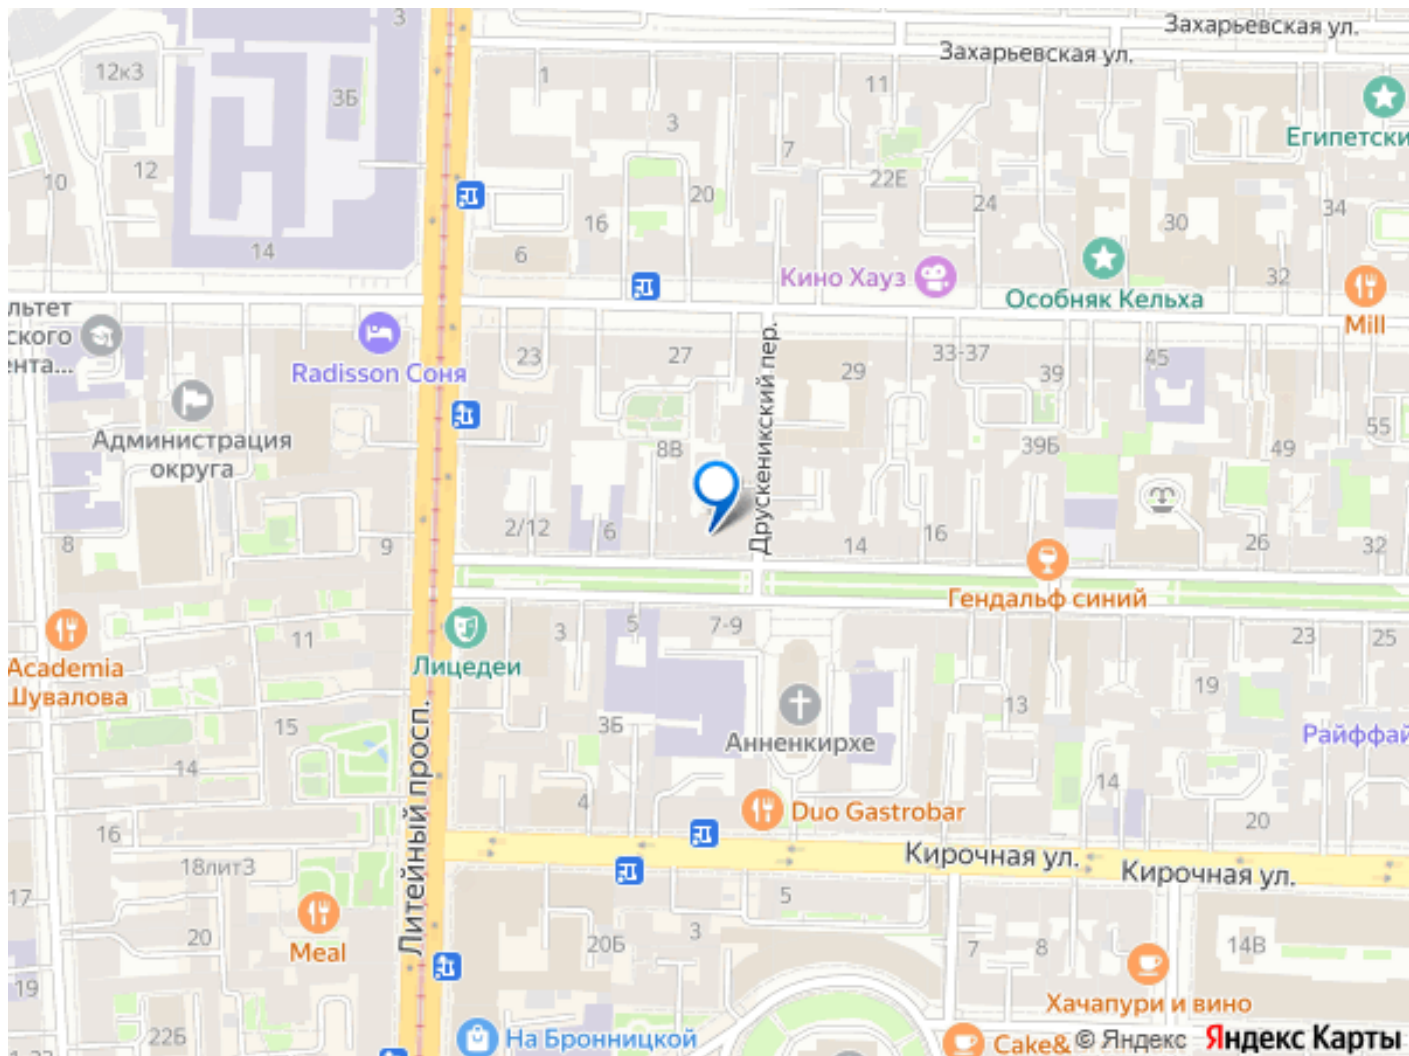 3
Захарьевская ул.
Захарьевская ул.
12к3
3Б
1
11
3
7
Египетски
10
12
22Е
20
24
34
16
30
14
6
Кино Хауз
32
Особняк Кельха
льтет
ского
нта...
Mill
23
27
Друскеникский пер.
33-37
45
Radisson Соня
29
39
55
Администрация
округа
8В
39Б
49
2/12
6
16
8
9
14
26
32
Гендальф синий
11
3
5
7-9
23
25
Academia
Шувалова
Лицедеи
19
15
Литейный просп.
3Б
13
Анненкирхе
Райффай
14
14
4
Duo Gastrobar
16
20
18лит3
Кирочная ул.
Кирочная ул.
17
5
20
Meal
20Б
3
7
8
14В
19
Хачапури и вино
22Б
На Бронницкой
Cake&
© Яндекс
Яндекс Карты